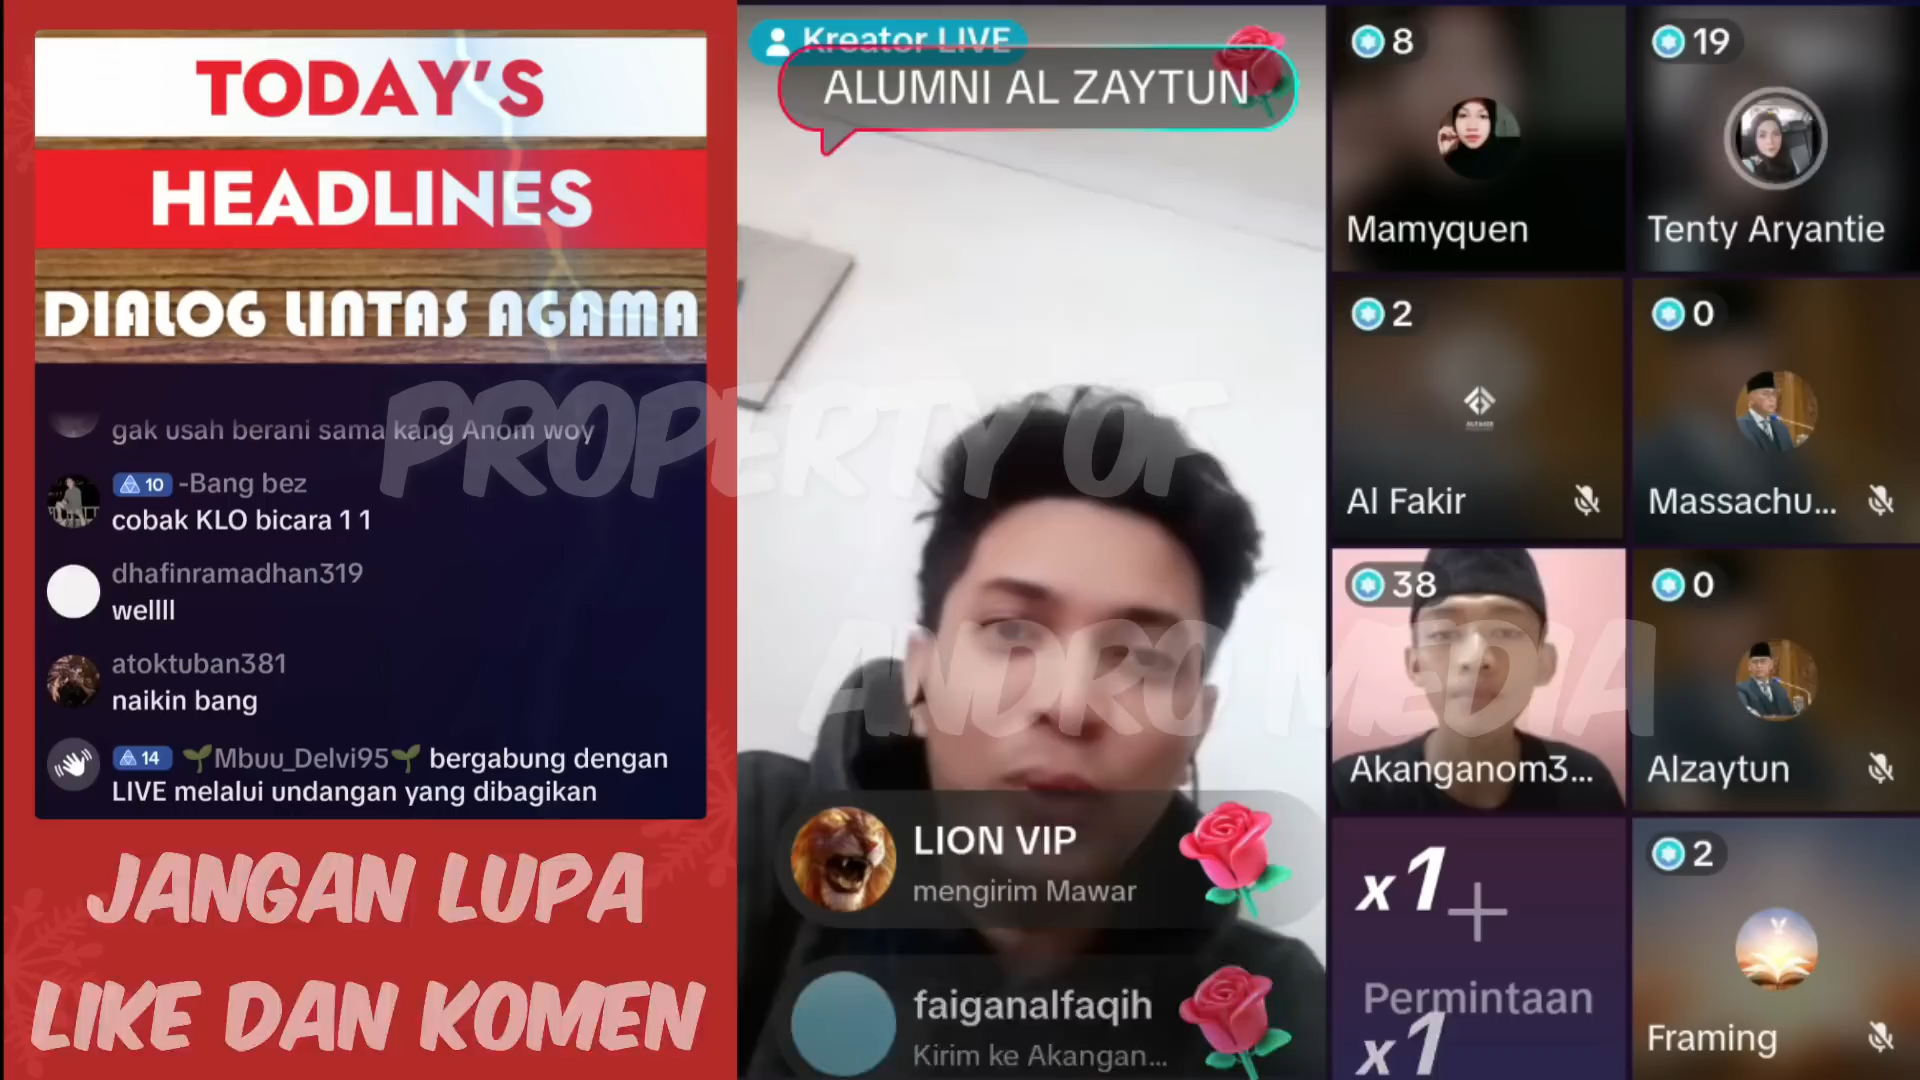 TODAY'S
HEADLINES
DIALOG LINTAS AGAMA
gak usah berani sama kang Anom woy
10 -Bang bez
cobak KLO bicara 1 1
dhafinramadhan319
wellll
atoktuban381
naikin bang
14 🌱Mbuu_Delvi95🌱 bergabung dengan
LIVE melalui undangan yang dibagikan
JANGAN LUPA
LIKE DAN KOMEN
Kreator LIVE
ALUMNI AL ZAYTUN
LION VIP
mengirim Mawar
x1
faiganalfaqih
Kirim ke Akangan...
x1
8
Mamyquen
19
Tenty Aryantie
2
Al Fakir
ALFAKIR
0
Massachu...
38
Akanganom3...
0
Alzaytun
Permintaan
2
Framing
PROPERTY OF
ANDRO MEDIA